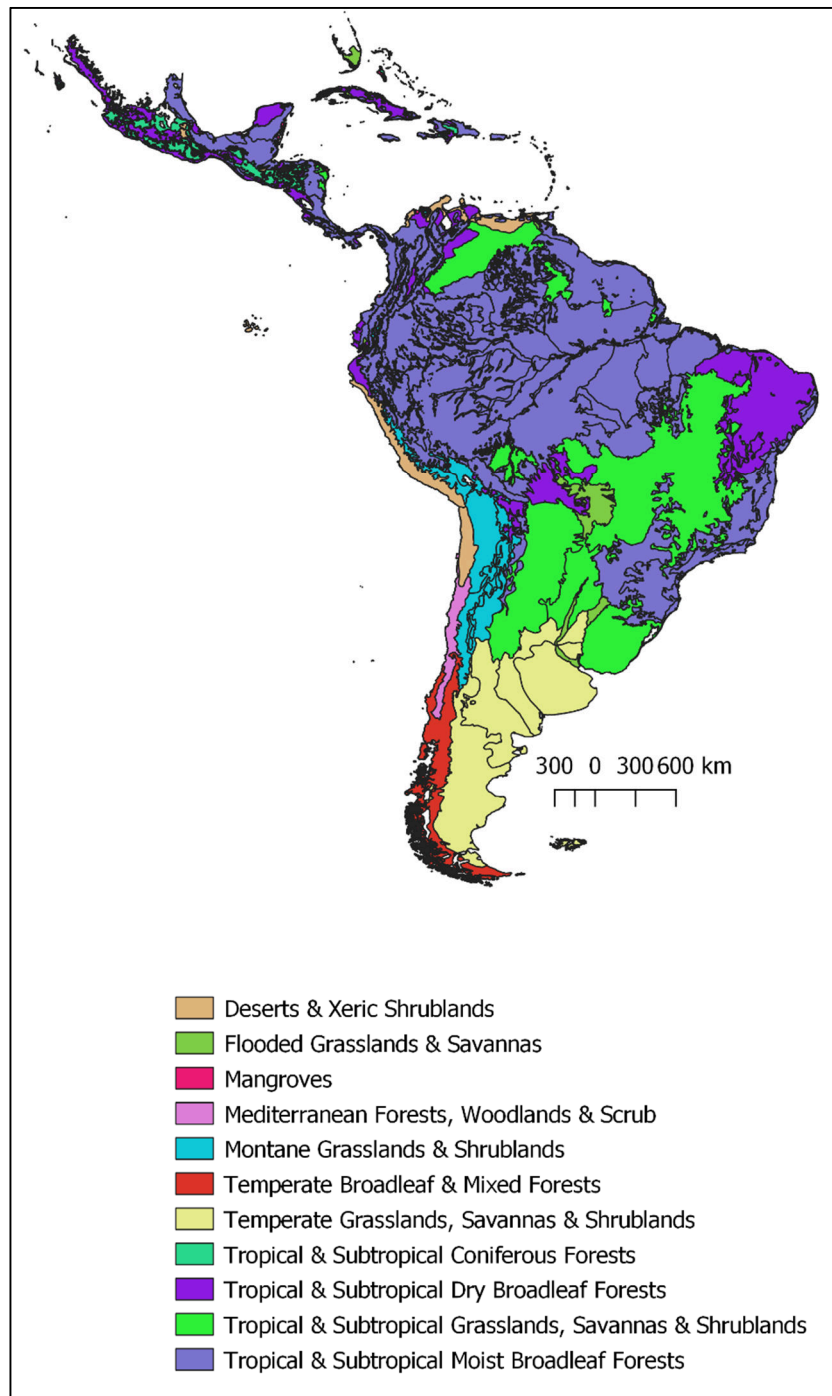 300 0 300 600 km
Deserts & Xeric Shrublands
Flooded Grasslands & Savannas
Mangroves
Mediterranean Forests, Woodlands & Scrub
Montane Grasslands & Shrublands
Temperate Broadleaf & Mixed Forests
Temperate Grasslands, Savannas & Shrublands
Tropical & Subtropical Coniferous Forests
Tropical & Subtropical Dry Broadleaf Forests
Tropical & Subtropical Grasslands, Savannas & Shrublands
Tropical & Subtropical Moist Broadleaf Forests